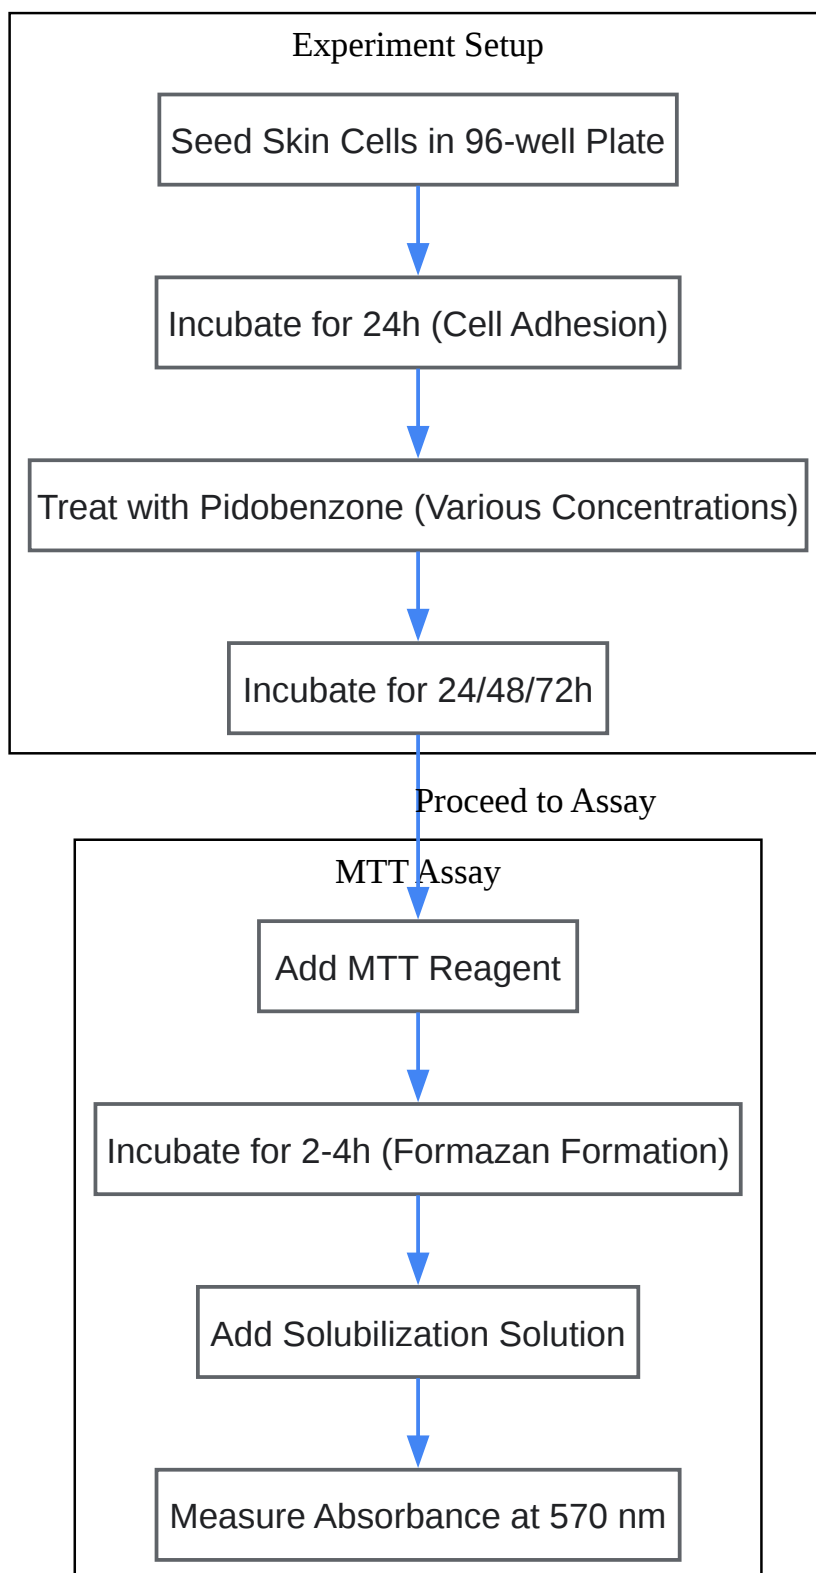 Experiment Setup
Seed Skin Cells in 96-well Plate
Incubate for 24h (Cell Adhesion)
Treat with Pidobenzone (Various Concentrations)
Incubate for 24/48/72h
Proceed to Assay
MTT Assay
Add MTT Reagent
Incubate for 2-4h (Formazan Formation)
Add Solubilization Solution
Measure Absorbance at 570 nm